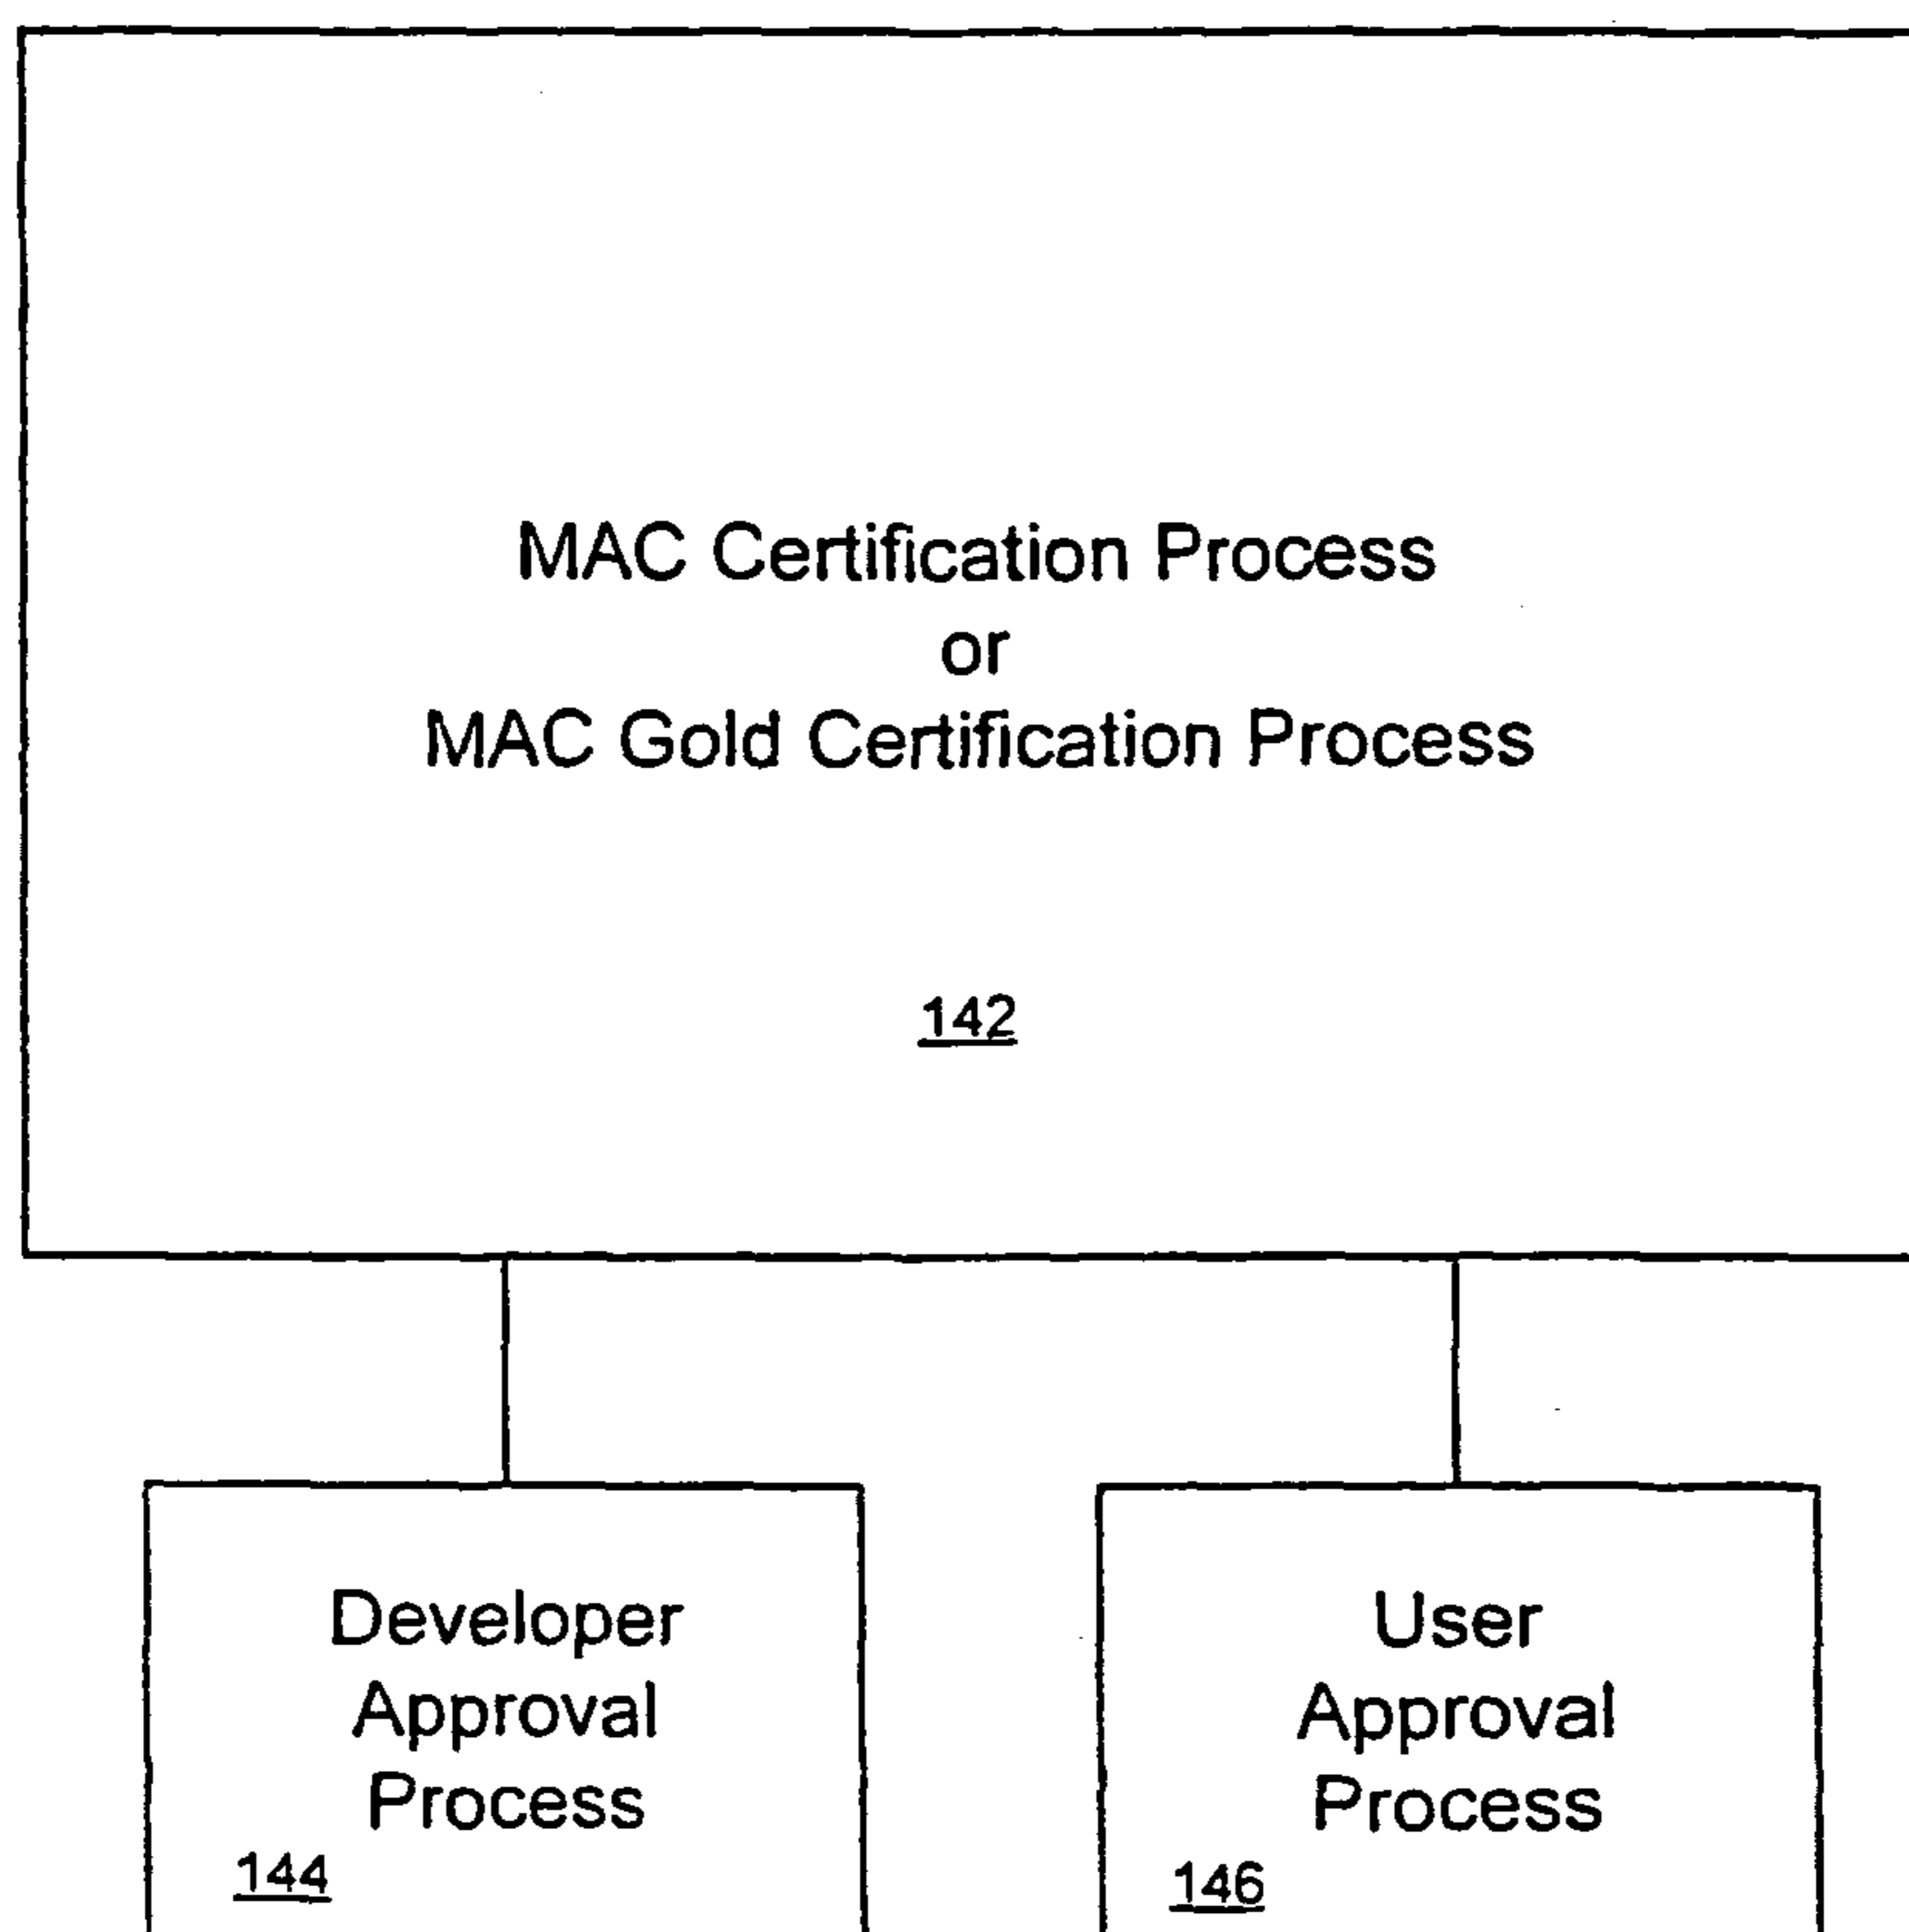 MAC Certification Process
or
MAC Gold Certification Process
142
Developer
Approval
Process
144
User
Approval
Process
146